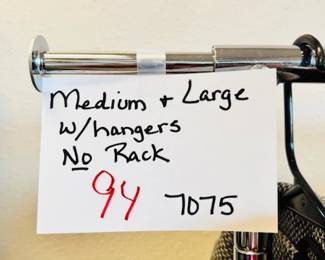 Medium + Large
w/hangers
No Rack
94 7075